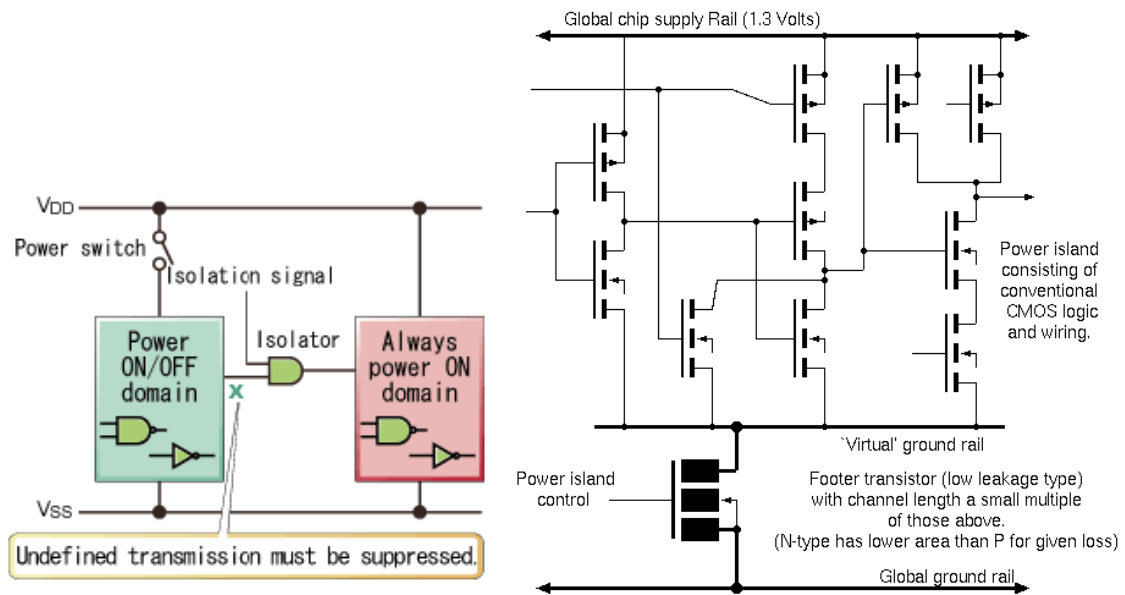 VDD
Power switch
Isolation signal
Isolator
Power
ON/OFF
domain
Always
power ON
domain
x
VSS
Undefined transmission must be suppressed.
Global chip supply Rail (1.3 Volts)
Power island
consisting of
conventional
CMOS logic
and wiring.
`Virtual' ground rail
Power island
control
Footer transistor (low leakage type)
with channel length a small multiple
of those above.
(N-type has lower area than P for given loss)
Global ground rail